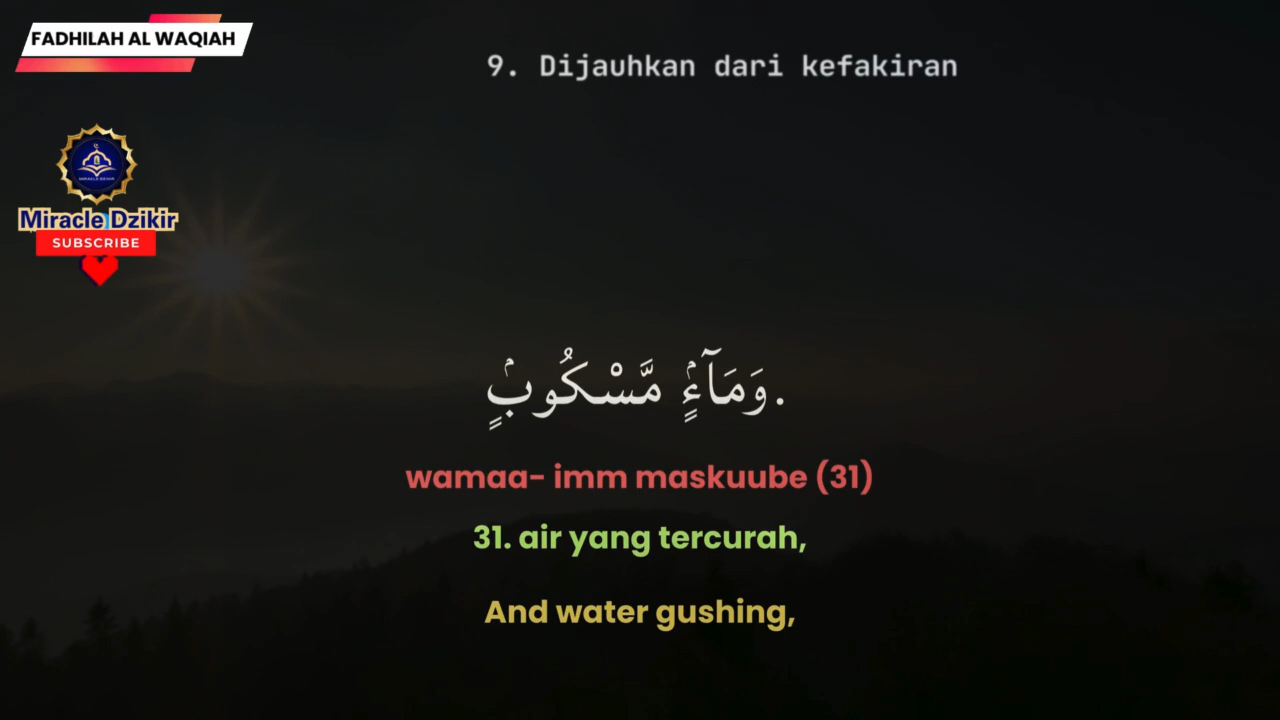 FADHILAH AL WAQIAH
9. Dijauhkan dari kefakiran
Miracle Dzikir
SUBSCRIBE
.وَمَآءٍۢ مَّسْكُوبٍۢ
wamaa- imm maskuube (31)
31. air yang tercurah,
And water gushing,